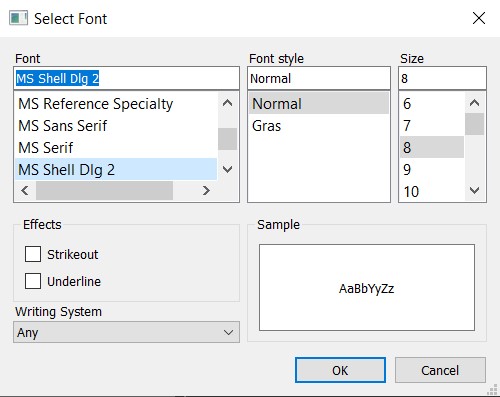 Select Font
Font
Font style
Size
MS Shell Dlg 2
Normal
8
MS Reference Specialty
MS Sans Serif
MS Serif
MS Shell Dlg 2
Normal
Gras
6
7
8
9
10
Effects
Strikeout
Underline
Sample
AaBbYyZz
Writing System
Any
OK
Cancel